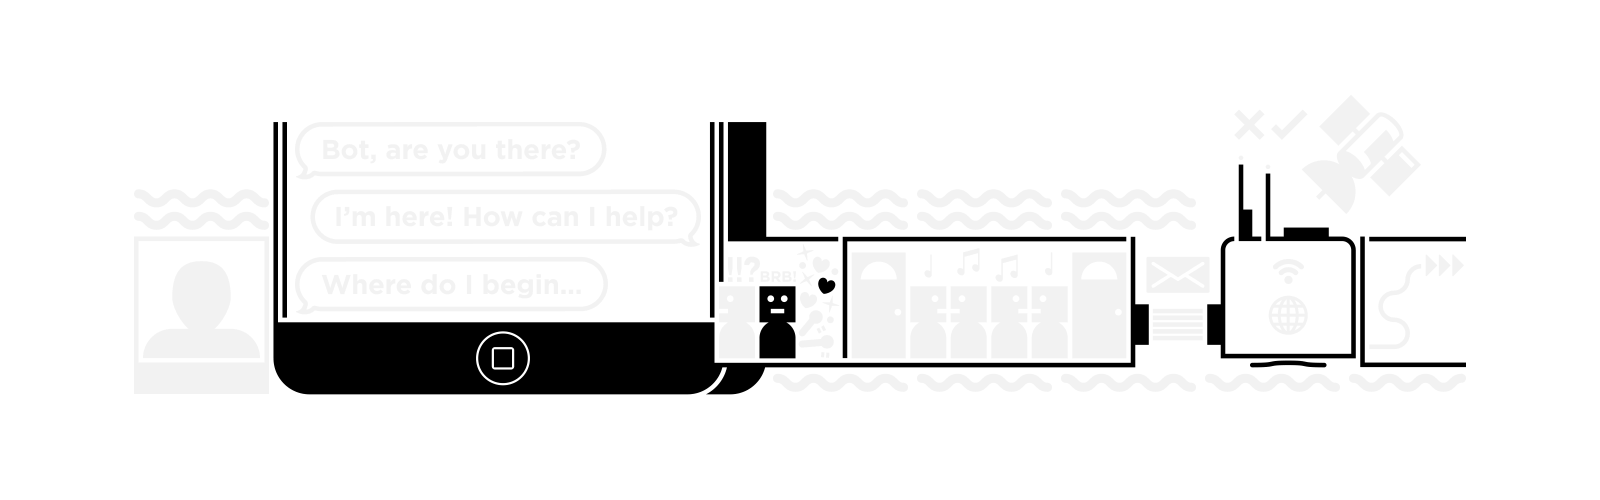 Bot, are you there?
I'm here! How can I help?
Where do I begin...
!!?
BRB!